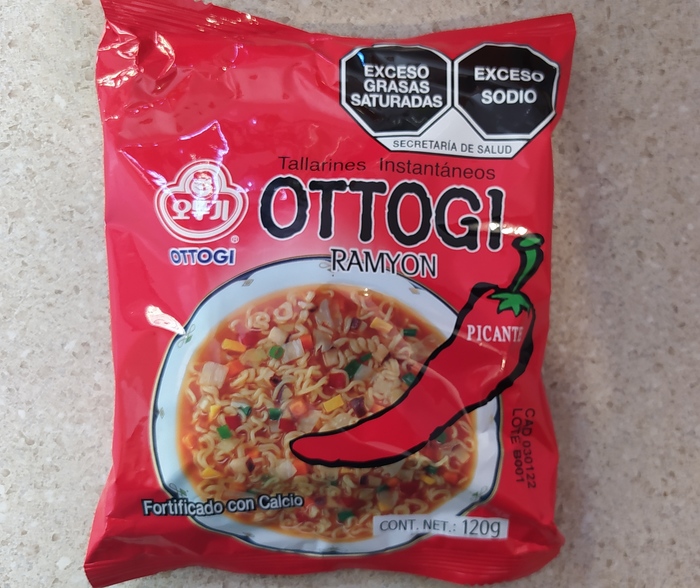 EXCESO
GRASAS
SATURADAS
EXCESO
SODIO
SECRETARÍA DE SALUD
Tallarines Instantáneos
OTTOGI
RAMYON
오뚜기
®
OTTOGI
PICANTE
CAD 030122
LOTE B001
Fortificado con Calcio
CONT. NET.: 120g